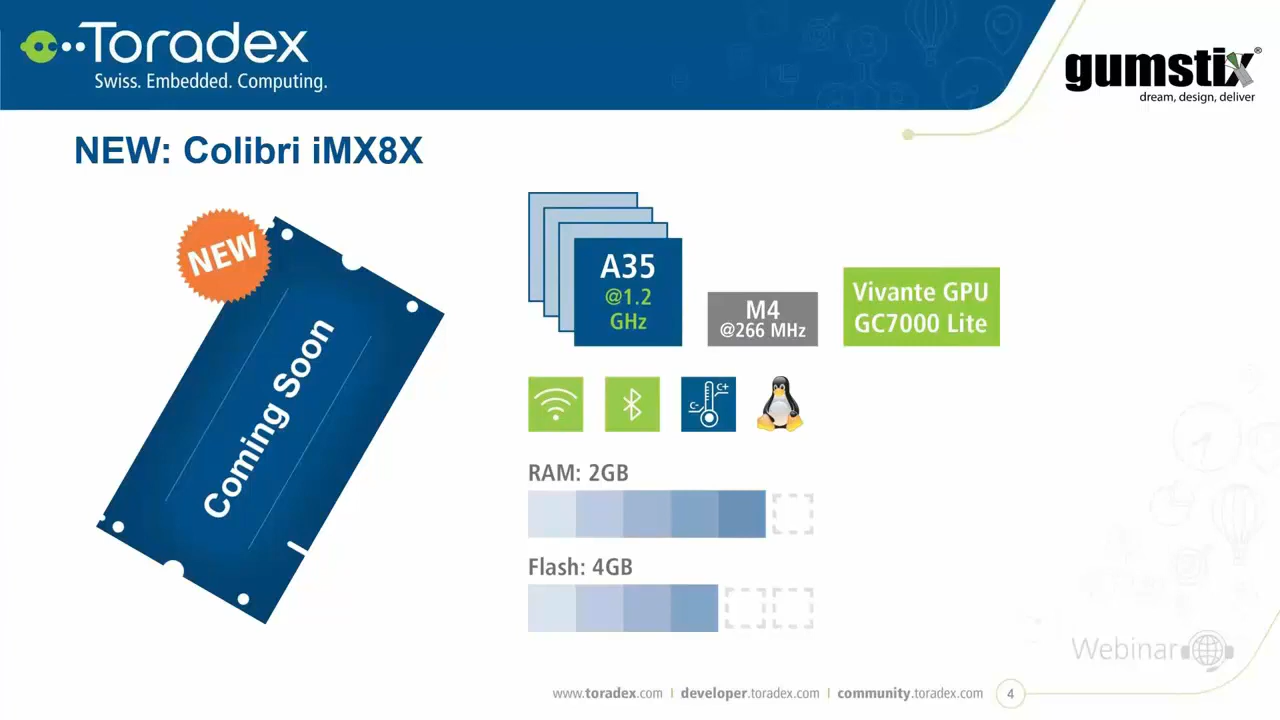 Toradex
Swiss. Embedded. Computing.
gumstix®
dream, design, deliver
NEW: Colibri iMX8X
NEW
Coming Soon
A35
@1.2
GHz
M4
@266 MHz
Vivante GPU
GC7000 Lite
C+
C-
RAM: 2GB
Flash: 4GB
Webinar
www.toradex.com | developer.toradex.com | community.toradex.com
4